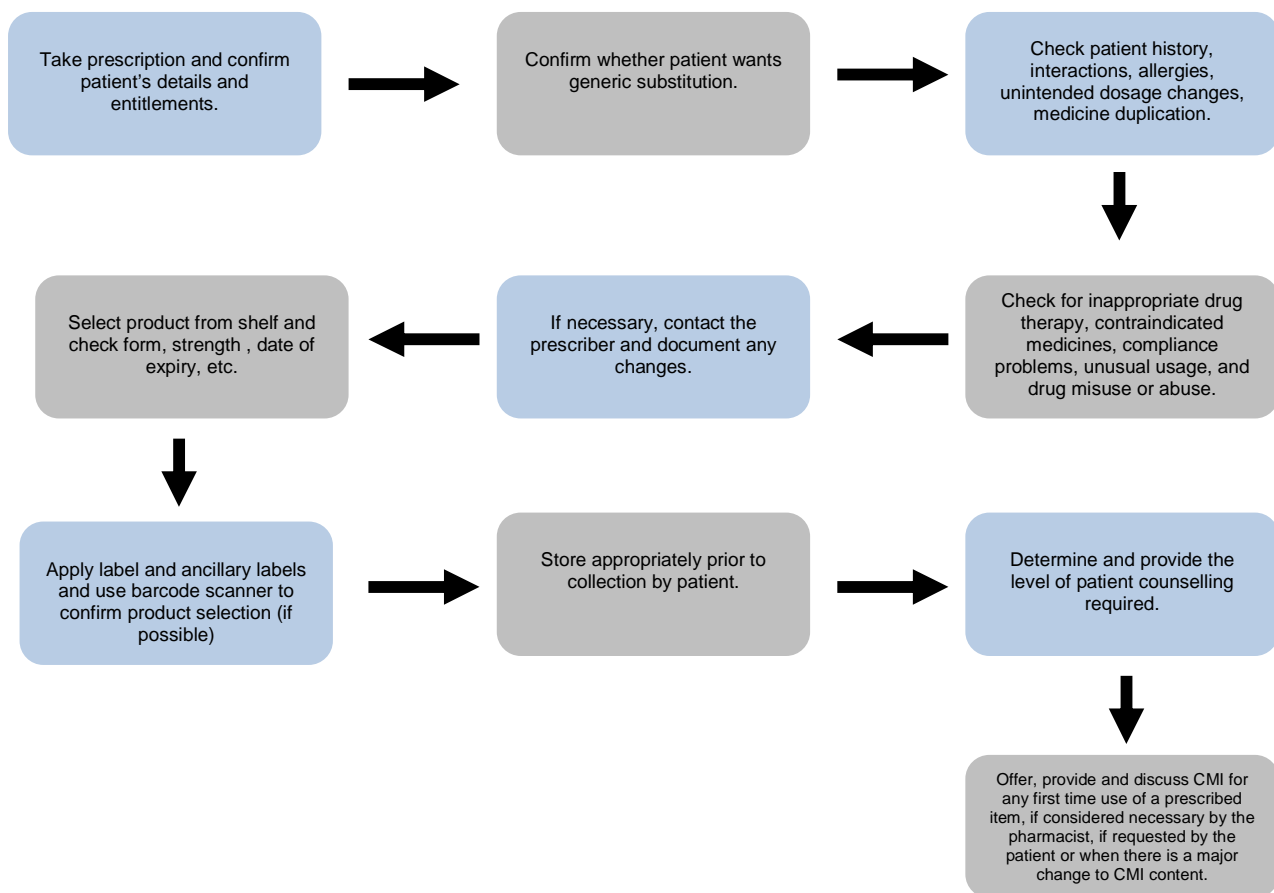 Take prescription and confirm
patient's details and
entitlements.
Confirm whether patient wants
generic substitution.
Check patient history,
interactions, allergies,
unintended dosage changes,
medicine duplication.
Check for inappropriate drug
therapy, contraindicated
medicines, compliance
problems, unusual usage, and
drug misuse or abuse.
If necessary, contact the
prescriber and document any
changes.
Select product from shelf and
check form, strength , date of
expiry, etc.
Apply label and ancillary labels
and use barcode scanner to
confirm product selection (if
possible)
Store appropriately prior to
collection by patient.
Determine and provide the
level of patient counselling
required.
Offer, provide and discuss CMI for
any first time use of a prescribed
item, if considered necessary by the
pharmacist, if requested by the
patient or when there is a major
change to CMI content.